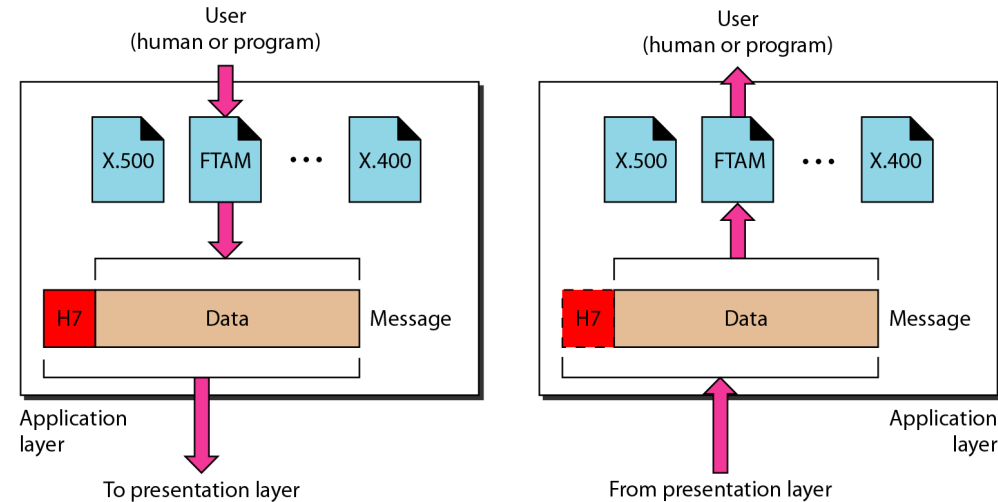 User
(human or program)
X.500
FTAM
...
X.400
H7
Data
Message
Application
layer
To presentation layer
User
(human or program)
X.500
FTAM
...
X.400
H7
Data
Message
Application
layer
From presentation layer